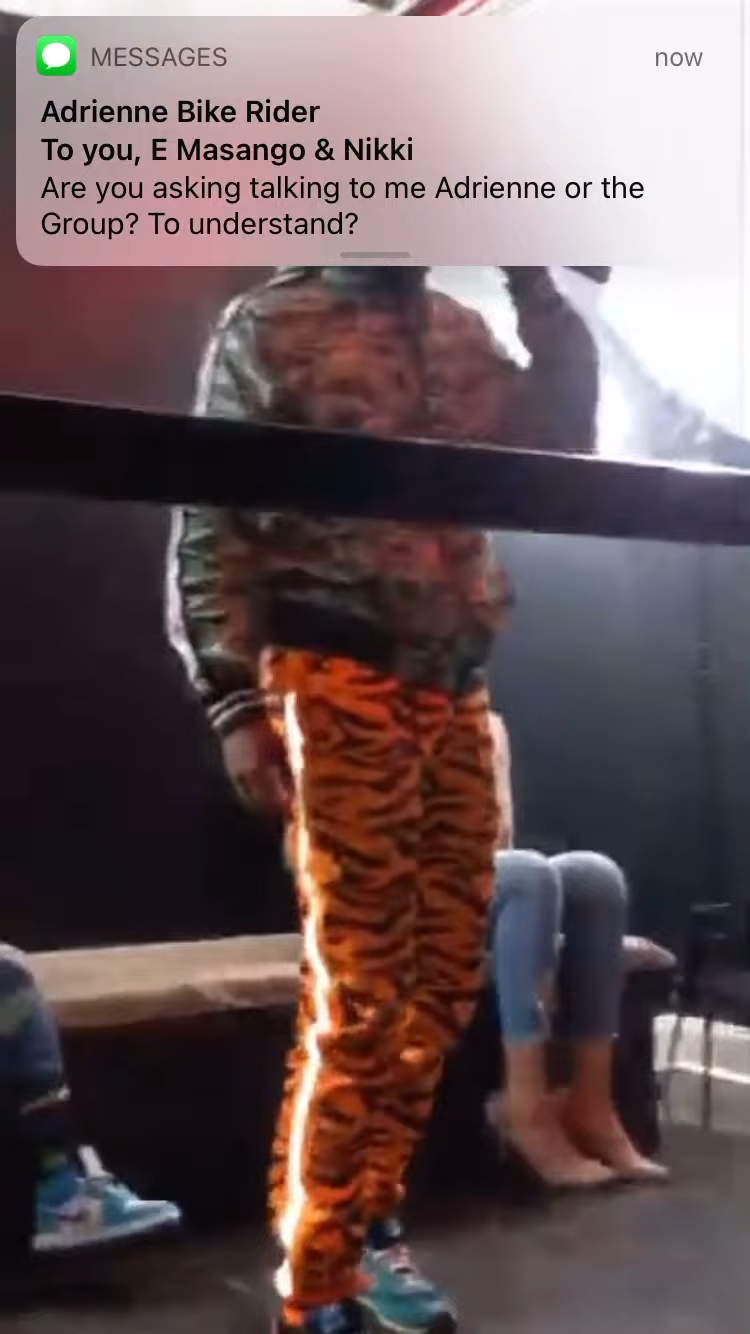 MESSAGES
now
Adrienne Bike Rider
To you, E Masango & Nikki
Are you asking talking to me Adrienne or the
Group? To understand?